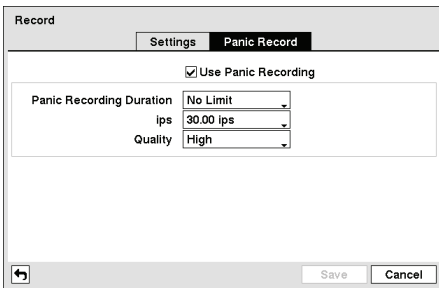 Record
Settings Panic Record
Use Panic Recording
Panic Recording Duration No Limit
ips 30.00 ips
Quality High
Save Cancel